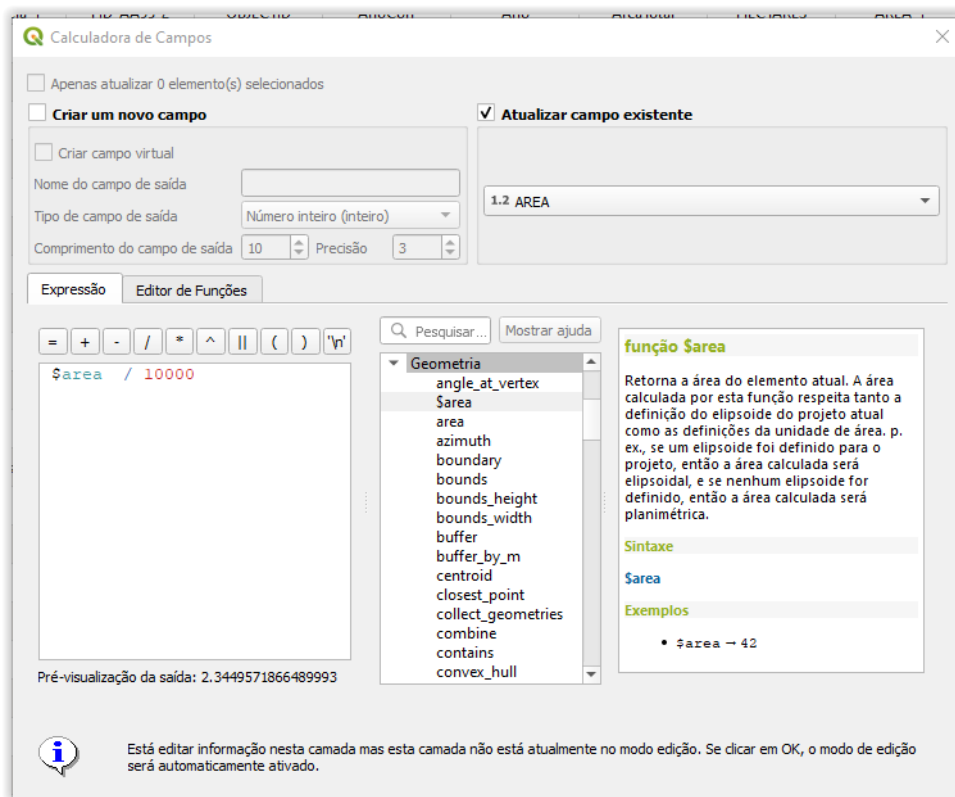 OBJECTID
Ano
HECTARES
Calculadora de Campos
Apenas atualizar 0 elemento(s) selecionados
Criar um novo campo
Criar campo virtual
Nome do campo de saída
Tipo de campo de saída Número inteiro (inteiro)
Comprimento do campo de saída 10 Precisão 3
Atualizar campo existente
1.2 AREA
Expressão Editor de Funções
= + - / * ^ || ( ) '\n'
$area / 10000
Pré-visualização da saída: 2.3449571866489993
Pesquisar... Mostrar ajuda
Geometria
angle_at_vertex
$area
area
azimuth
boundary
bounds
bounds_height
bounds_width
buffer
buffer_by_m
centroid
closest_point
collect_geometries
combine
contains
convex_hull
função $area
Retorna a área do elemento atual. A área
calculada por esta função respeita tanto a
definição do elipsoide do projeto atual
como as definições da unidade de área. p.
ex., se um elipsoide foi definido para o
projeto, então a área calculada será
elipsoidal, e se nenhum elipsoide for
definido, então a área calculada será
planimétrica.
Sintaxe
$area
Exemplos
• $area → 42
Está editar informação nesta camada mas esta camada não está atualmente no modo edição. Se clicar em OK, o modo de edição
será automaticamente ativado.